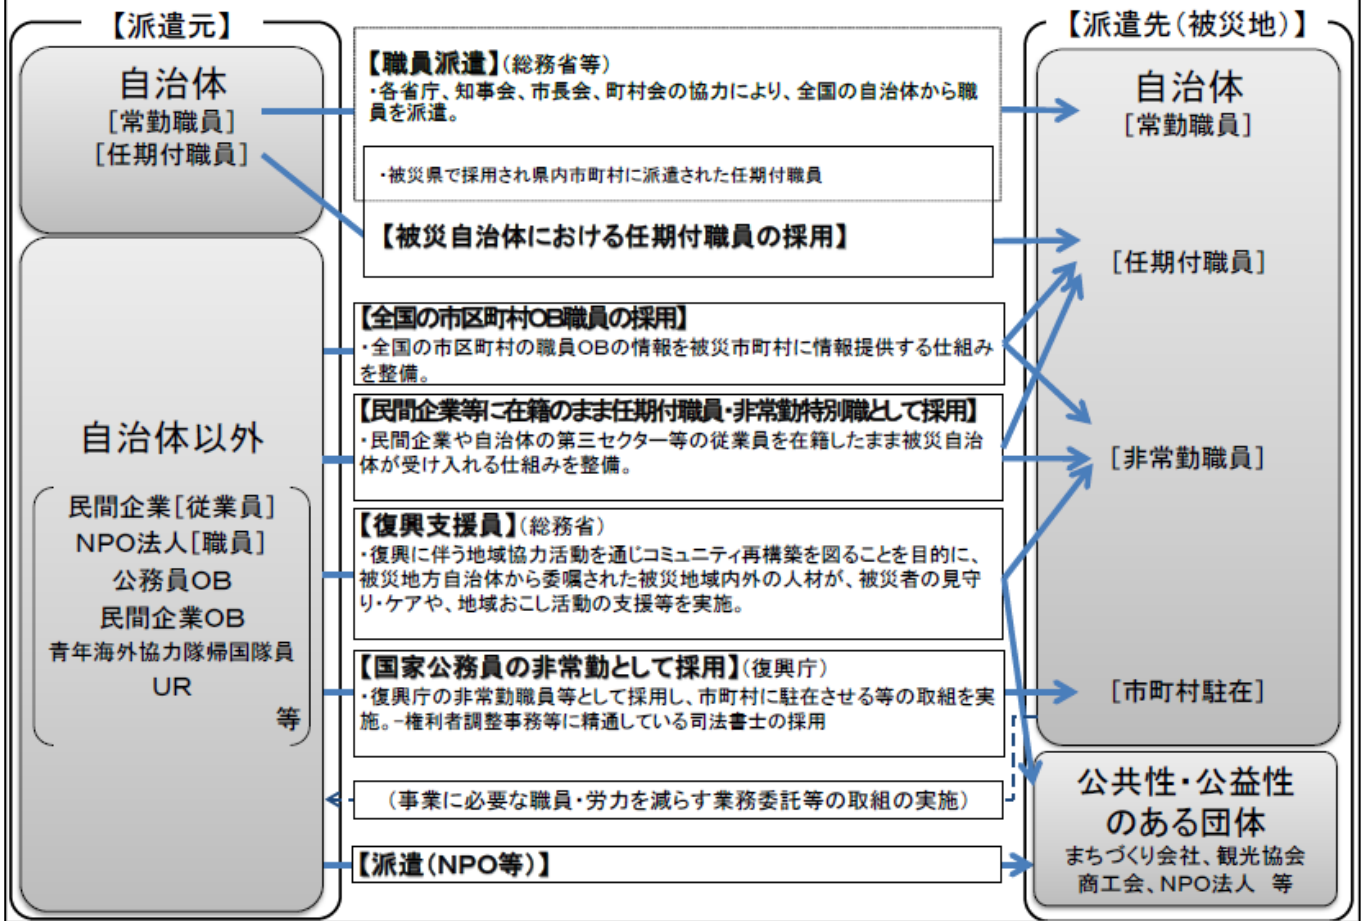 【派遣元】
自治体
[常勤職員]
[任期付職員]
自治体以外
民間企業[従業員]
NPO法人[職員]
公務員OB
民間企業OB
青年海外協力隊帰国隊員
UR
等
【職員派遣】(総務省等)
・各省庁、知事会、市長会、町村会の協力により、全国の自治体から職
員を派遣。
・被災県で採用され県内市町村に派遣された任期付職員
【被災自治体における任期付職員の採用】
【全国の市区町村OB職員の採用】
・全国の市区町村の職員OBの情報を被災市町村に情報提供する仕組み
を整備。
【民間企業等に在籍のまま任期付職員・非常勤特別職として採用】
・民間企業や自治体の第三セクター等の従業員を在籍したまま被災自治
体が受け入れる仕組みを整備。
【復興支援員】(総務省)
・復興に伴う地域協力活動を通じコミュニティ再構築を図ることを目的に、
被災地方自治体から委嘱された被災地域内外の人材が、被災者の見守
り・ケアや、地域おこし活動の支援等を実施。
【国家公務員の非常勤として採用】(復興庁)
・復興庁の非常勤職員等として採用し、市町村に駐在させる等の取組を実
施。-権利者調整事務等に精通している司法書士の採用
(事業に必要な職員・労力を減らす業務委託等の取組の実施)
【派遣(NPO等)】
【派遣先(被災地)】
自治体
[常勤職員]
[任期付職員]
[非常勤職員]
[市町村駐在]
公共性・公益性
のある団体
まちづくり会社、観光協会
商工会、NPO法人 等